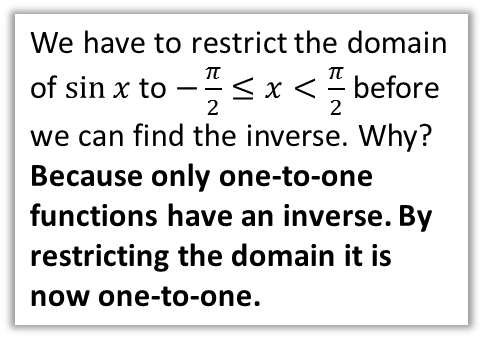 We have to restrict the domain
of sin x to −π/2 ≤ x < π/2 before
we can find the inverse. Why?
Because only one-to-one
functions have an inverse. By
restricting the domain it is
now one-to-one.